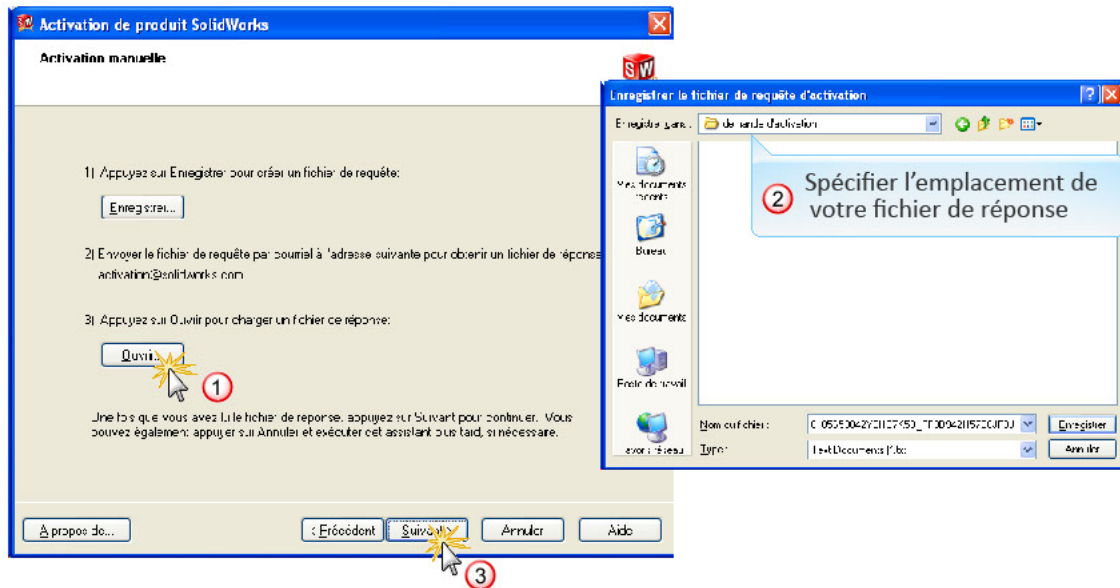 Activation de produit SolidWorks
Activation manuelle
SW
1) Appuyez sur Enregistrer pour créer un fichier de requête:
Enregistrer...
2) Envoyer le fichier de requête par courriel à l'adresse suivante pour obtenir un fichier de réponse
activation@solidworks.com
3) Appuyez sur Ouvrir pour charger un fichier de réponse:
Ouvrir...
1
Une fois que vous avez lu le fichier de réponse, appuyez sur Suivant pour continuer. Vous
pouvez également appuyer sur Annuler et exécuter cet assistant plus tard, si nécessaire.
A propos de...
< Précédent
Suivant >
Annuler
Aide
3
Enregistrer le fichier de requête d'activation
Enregistrer dans :
demande d'activation
2
Spécifier l'emplacement de
votre fichier de réponse
Mes documents
récents
Bureau
Mes documents
Poste de travail
Favoris réseau
Nom du fichier :
Enregistrer
Type :
Text Documents (*.txt)
Annuler